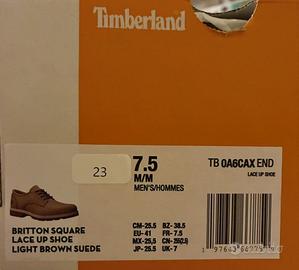 Timberland
23
7.5
M/M
MEN'S/HOMMES
TB 0A6CAX END
LACE UP SHOE
BRITTON SQUARE
LACE UP SHOE
LIGHT BROWN SUEDE
CM-25.5 BZ-38.5
EU-41 FR-7.5
MX-25,5
JP-25.5 UK-7